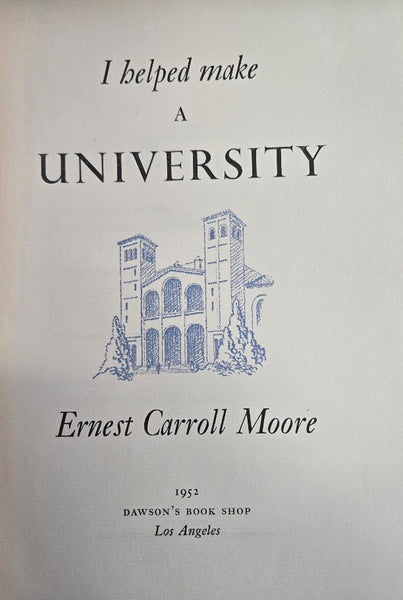 I helped make
A
UNIVERSITY
Ernest Carroll Moore
1952
DAWSON'S BOOK SHOP
Los Angeles